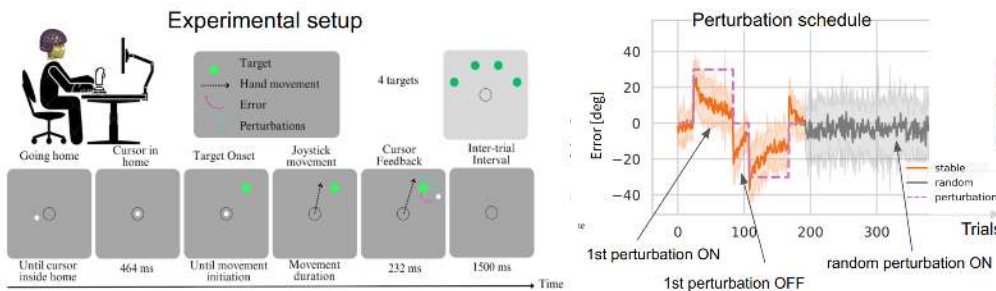 Experimental setup
Target
Hand movement
Error
Perturbations
4 targets
Going home
Cursor in home
Target Onset
Joystick movement
Cursor Feedback
Inter-trial Interval
Until cursor inside home
464 ms
Until movement initiation
Movement duration
232 ms
1500 ms
Time
Perturbation schedule
Error [deg]
40
20
0
−20
−40
stable
random
perturbation
0
100
200
300
Trials
1st perturbation ON
1st perturbation OFF
random perturbation ON